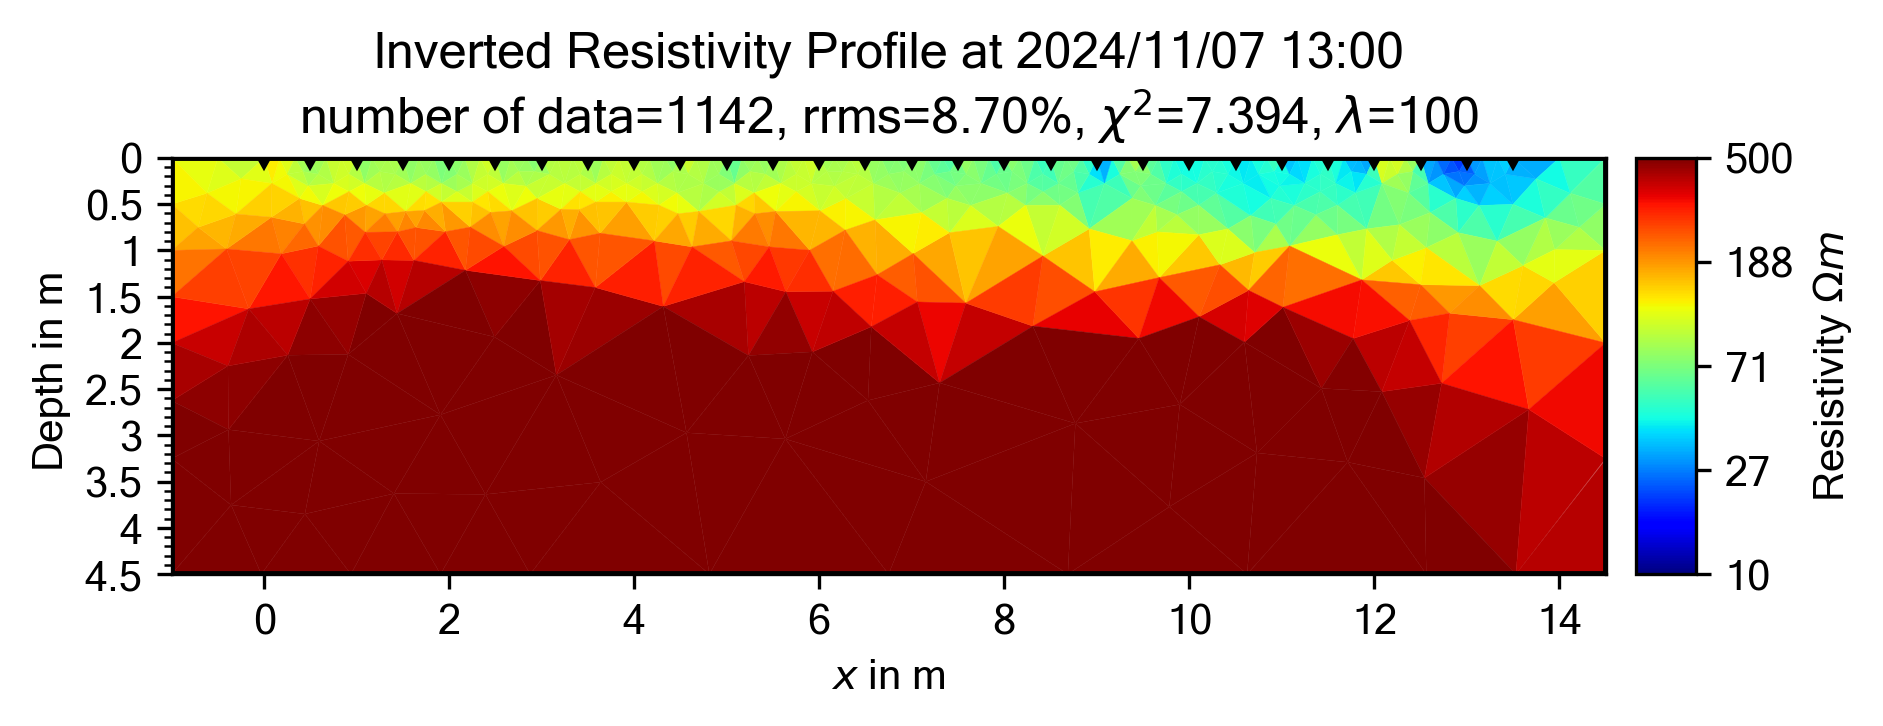 Inverted Resistivity Profile at 2024/11/07 13:00
number of data=1142, rrms=8.70%, χ²=7.394, λ=100
0
0.5
1
1.5
2
2.5
3
3.5
4
4.5
Depth in m
0 2 4 6 8 10 12 14
x in m
500
188
71
27
10
Resistivity Ωm